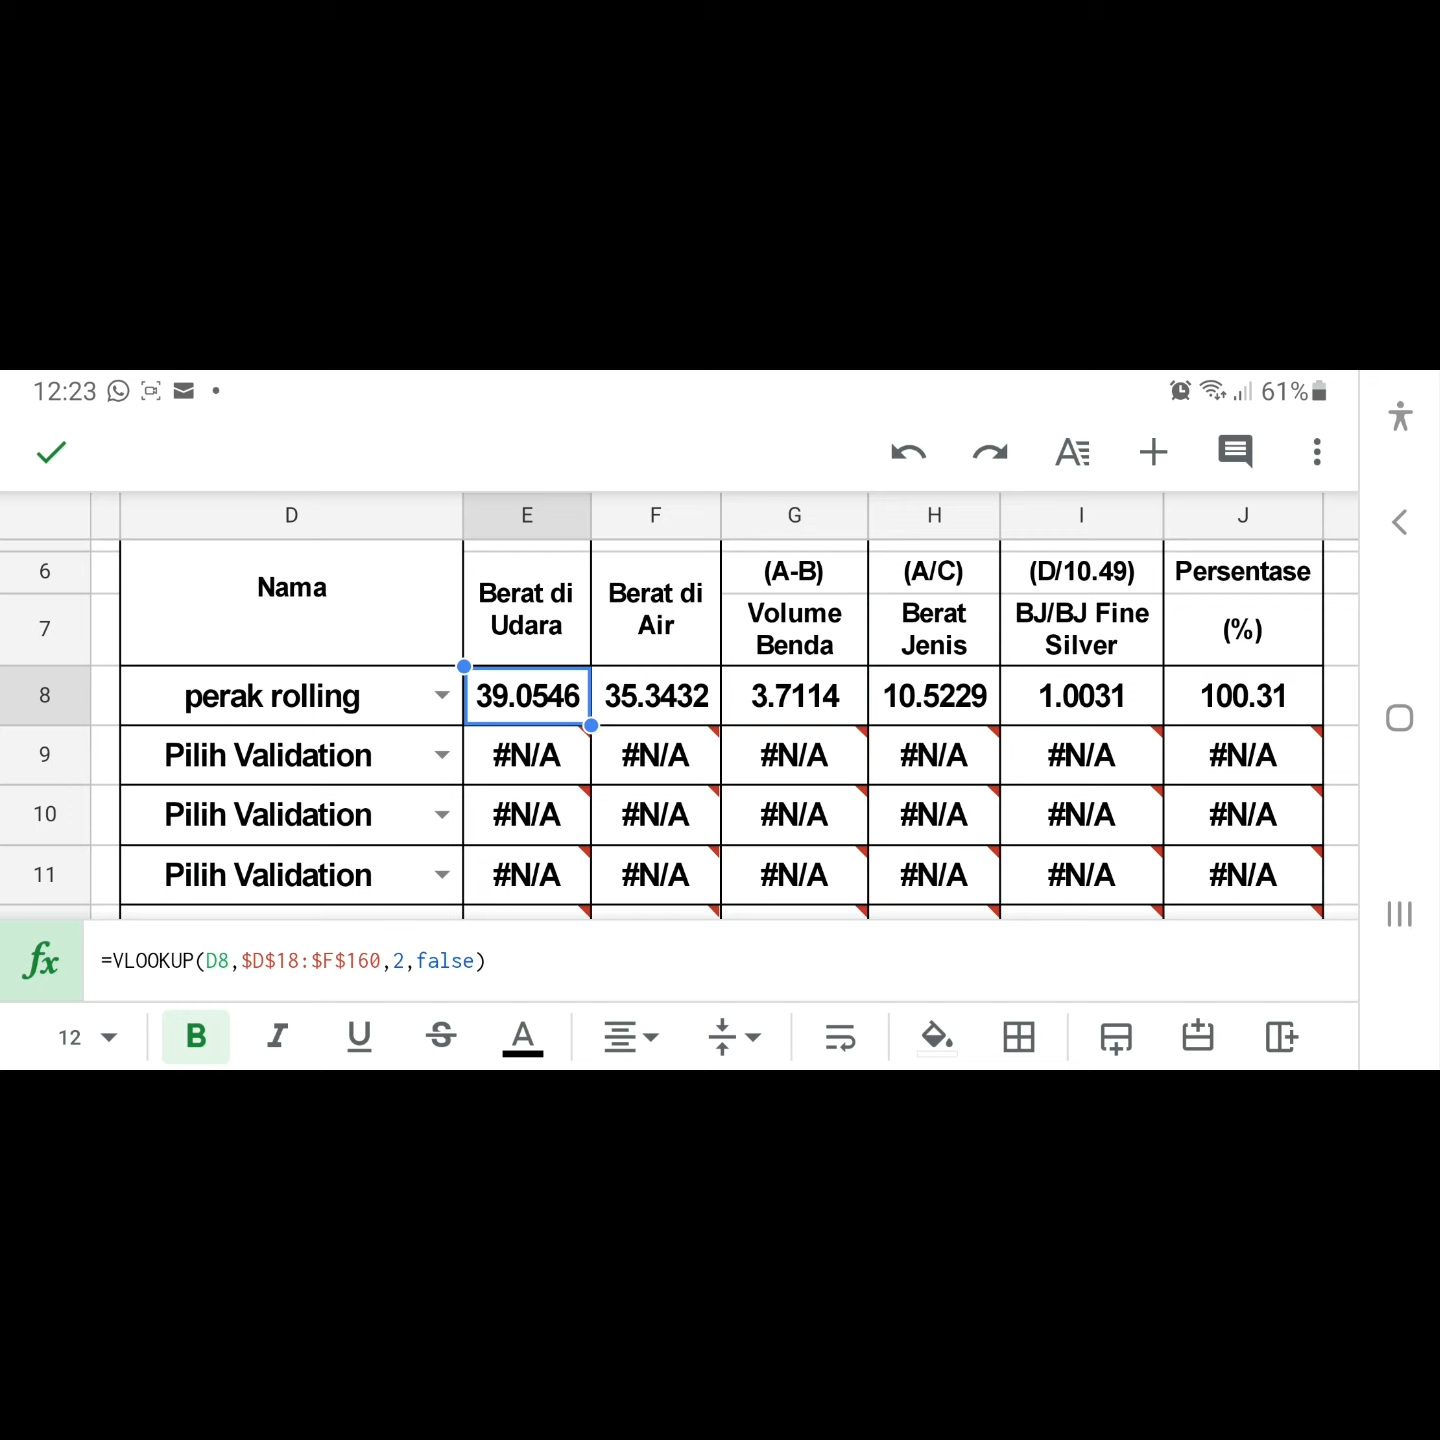 12:23
61%
D E F G H I J
6 (A-B) (A/C) (D/10.49) Persentase
Nama Berat di Udara Berat di Air
7 Volume Benda Berat Jenis BJ/BJ Fine Silver (%)
8 perak rolling 39.0546 35.3432 3.7114 10.5229 1.0031 100.31
9 Pilih Validation #N/A #N/A #N/A #N/A #N/A #N/A
10 Pilih Validation #N/A #N/A #N/A #N/A #N/A #N/A
11 Pilih Validation #N/A #N/A #N/A #N/A #N/A #N/A
fx =VLOOKUP(D8,$D$18:$F$160,2,false)
12 B I U S A